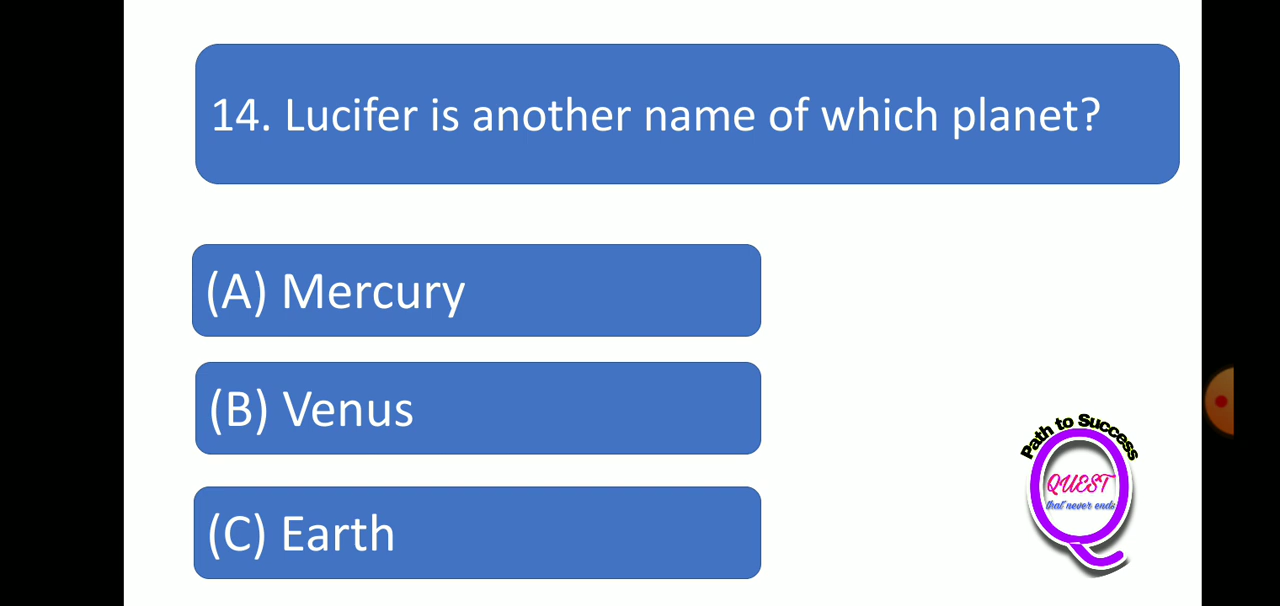 14. Lucifer is another name of which planet?
(A) Mercury
(B) Venus
(C) Earth
Path to Success
QUEST
that never ends